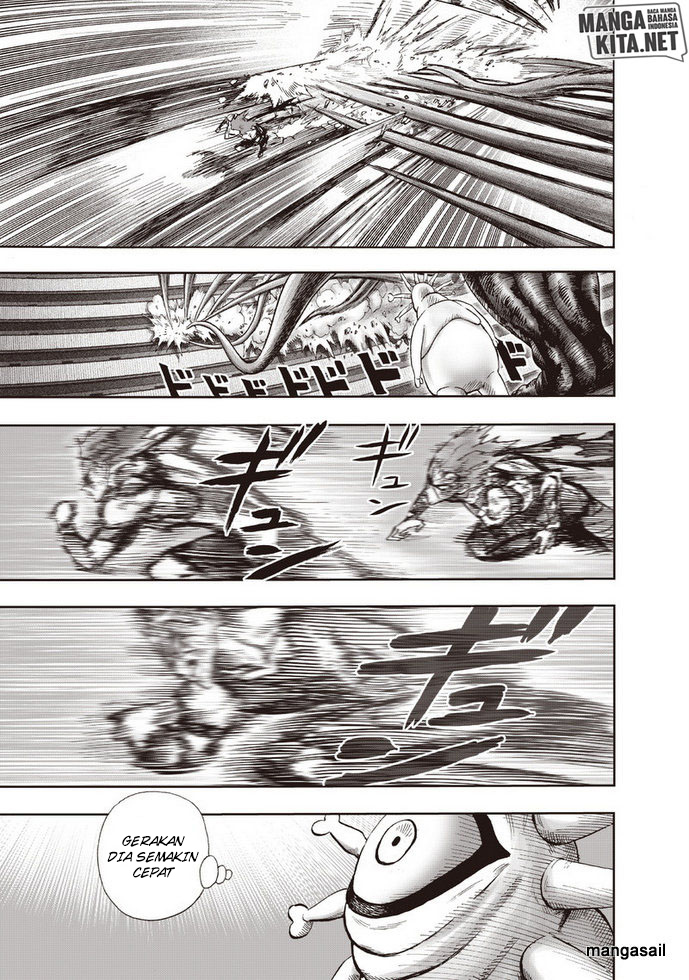 MANGA
KITA.NET
BACA MANGA
BAHASA
INDONESIA
ドドドドドドド
ギュン
ギュン
ギュン
GERAKAN
DIA SEMAKIN
CEPAT
mangasail